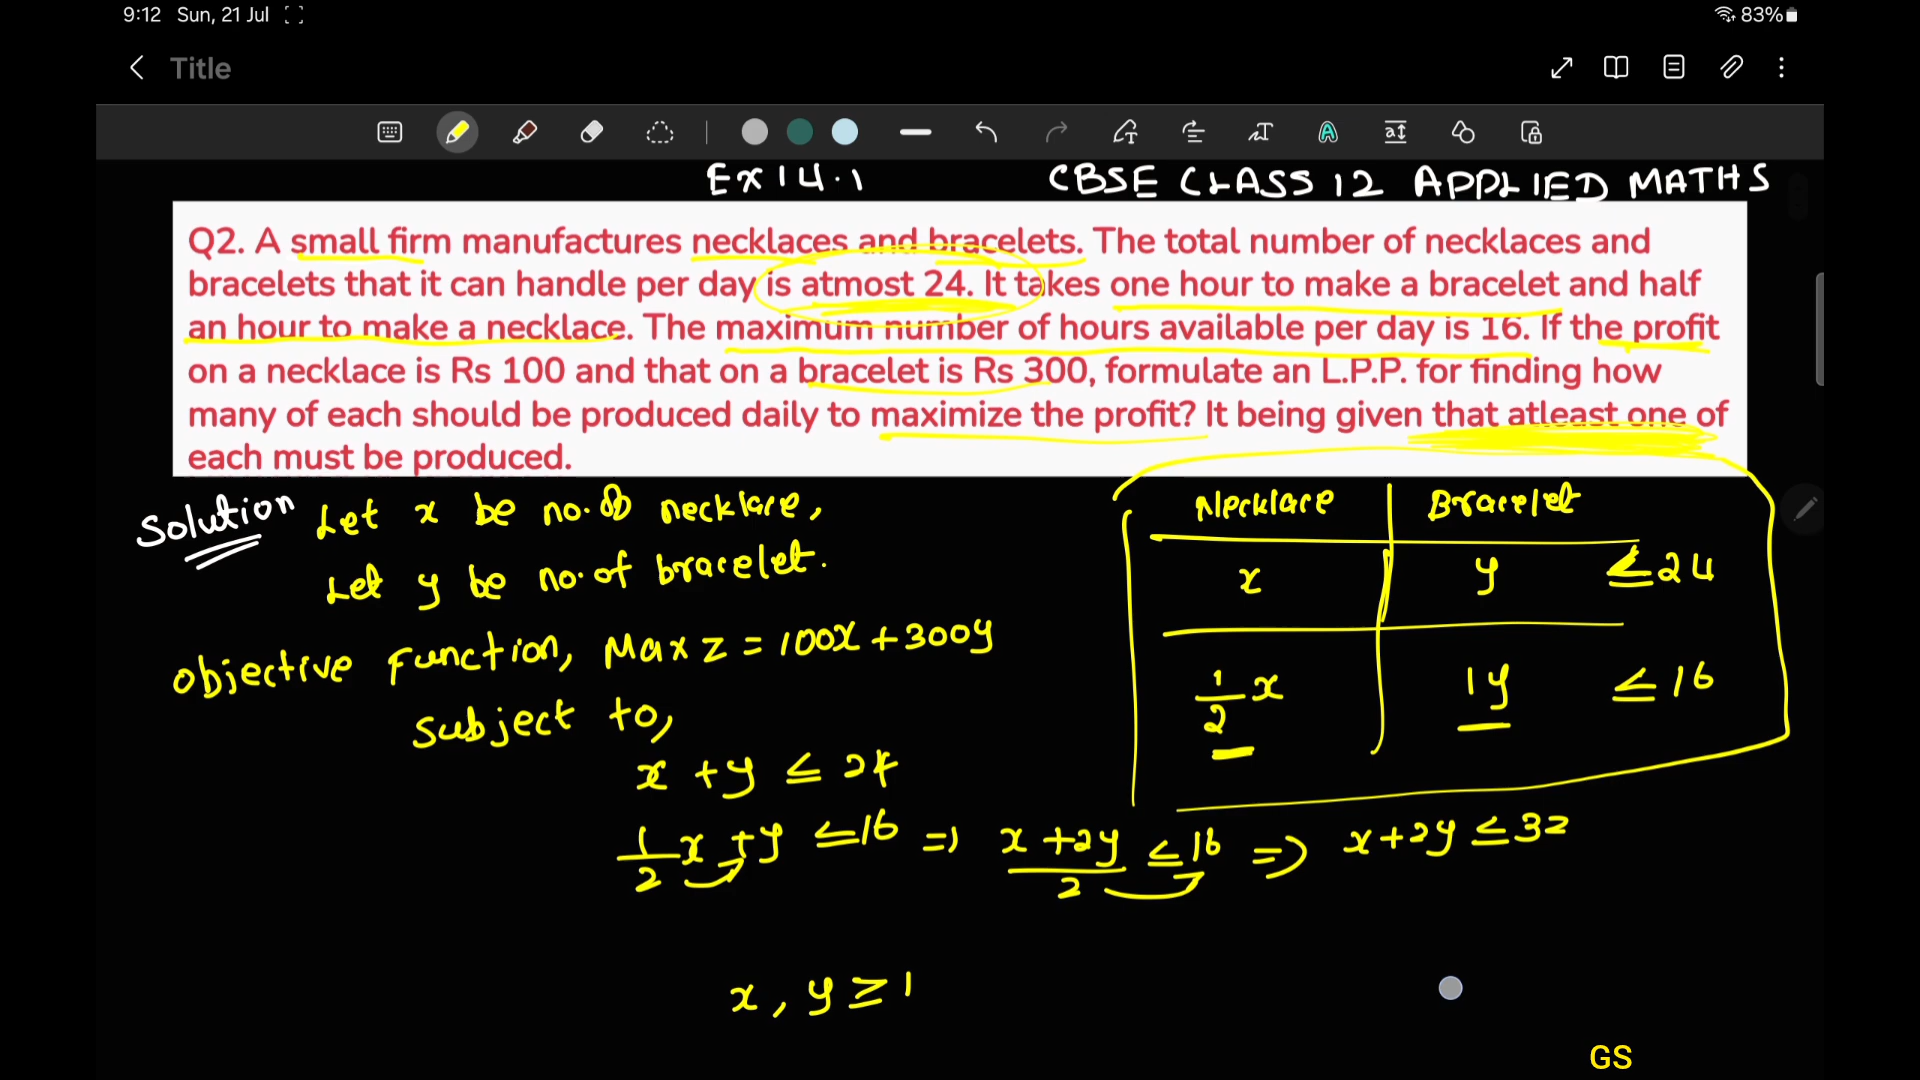 9:12 Sun, 21 Jul
83%
Title
Ex 14.1 CBSE CLASS 12 APPLIED MATHS
Q2. A small firm manufactures necklaces and bracelets. The total number of necklaces and
bracelets that it can handle per day is atmost 24. It takes one hour to make a bracelet and half
an hour to make a necklace. The maximum number of hours available per day is 16. If the profit
on a necklace is Rs 100 and that on a bracelet is Rs 300, formulate an L.P.P. for finding how
many of each should be produced daily to maximize the profit? It being given that atleast one of
each must be produced.
Solution Let x be no. of necklace,
Let y be no. of bracelet.
Objective Function, Max Z = 100x + 300y
Subject to,
x + y ≤ 24
1/2 x + y ≤ 16 => x + 2y / 2 ≤ 16 => x + 2y ≤ 32
x, y ≥ 1
Necklace Bracelet
x y ≤ 24
1/2 x 1y ≤ 16
GS